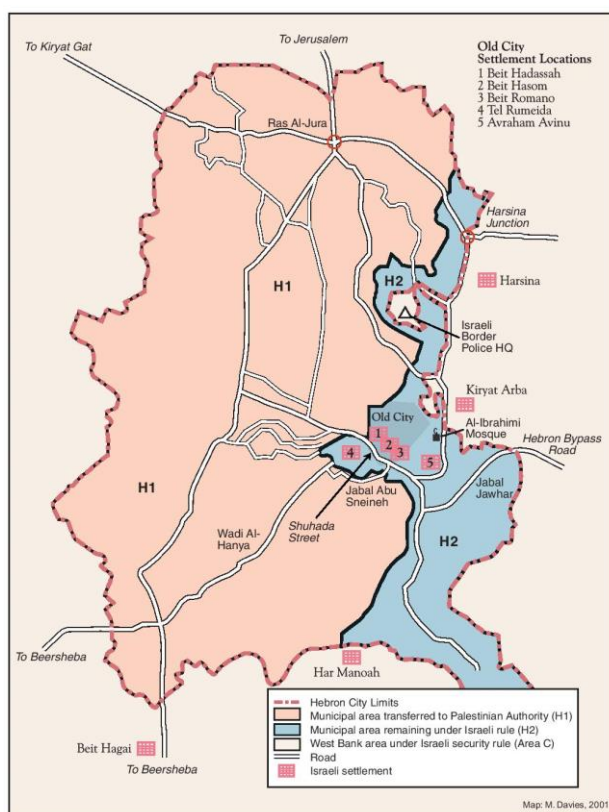 To Kiryat Gat
To Jerusalem
Old City
Settlement Locations
1 Beit Hadassah
2 Beit Hasom
3 Beit Romano
4 Tel Rumeida
5 Avraham Avinu
Ras Al-Jura
Harsina
Junction
H2
Harsina
H1
Israeli
Border
Police HQ
Kiryat Arba
Old City
Al-Ibrahimi
Mosque
1
2
3
4
5
Hebron Bypass
Road
Jabal
Jawhar
H1
Jabal Abu
Sneineh
Shuhada
Street
Wadi Al-
Hanya
H2
To Beersheba
Har Manoah
Beit Hagai
To Beersheba
Hebron City Limits
Municipal area transferred to Palestinian Authority (H1)
Municipal area remaining under Israeli rule (H2)
West Bank area under Israeli security rule (Area C)
Road
Israeli settlement
Map: M. Davies, 2001